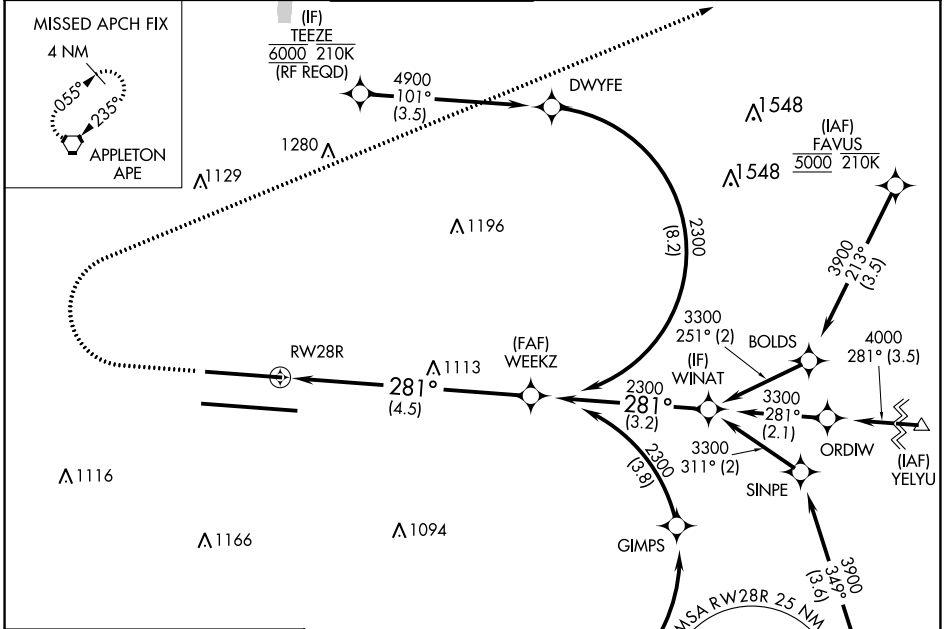 MISSED APCH FIX
4 NM
055°
235°
APPLETON
APE
(IF)
TEEZE
6000 210K
(RF REQD)
4900
101°
(3.5)
DWYFE
1548
(IAF)
FAVUS
5000 210K
1548
1280
1129
1196
2300
(8.2)
3900
213°
(3.5)
3300
251° (2)
BOLDS
4000
281° (3.5)
RW28R
(FAF)
WEEKZ
1113
(IF)
WINAT
281°
(4.5)
2300
281°
(3.2)
3300
281°
(2.1)
ORDIW
(IAF)
YELYU
3300
311° (2)
SINPE
2300
(3.8)
1116
1166
1094
GIMPS
3900
349°
(3.6)
MSA RW28R 25 NM